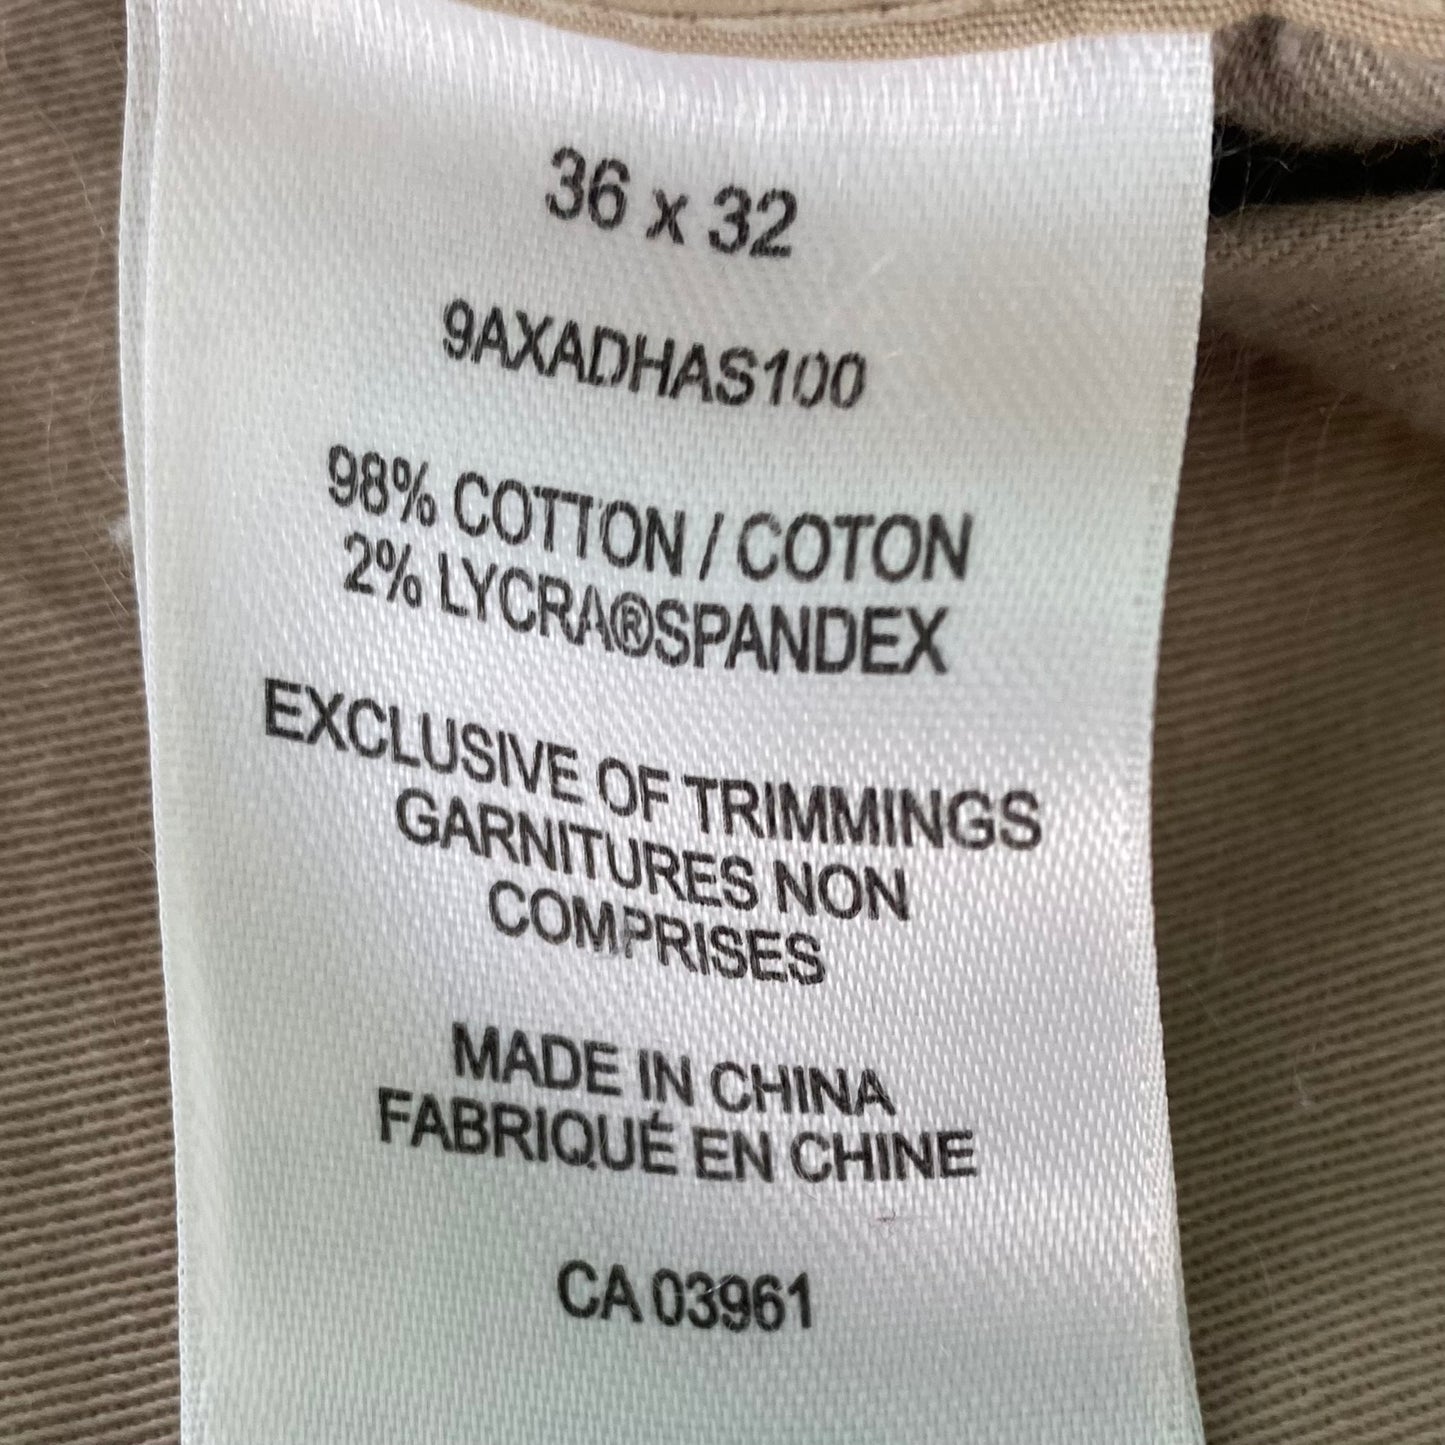 36 x 32
9AXADHAS100
98% COTTON / COTON
2% LYCRA®SPANDEX
EXCLUSIVE OF TRIMMINGS
GARNITURES NON
COMPRISES
MADE IN CHINA
FABRIQUÉ EN CHINE
CA 03961